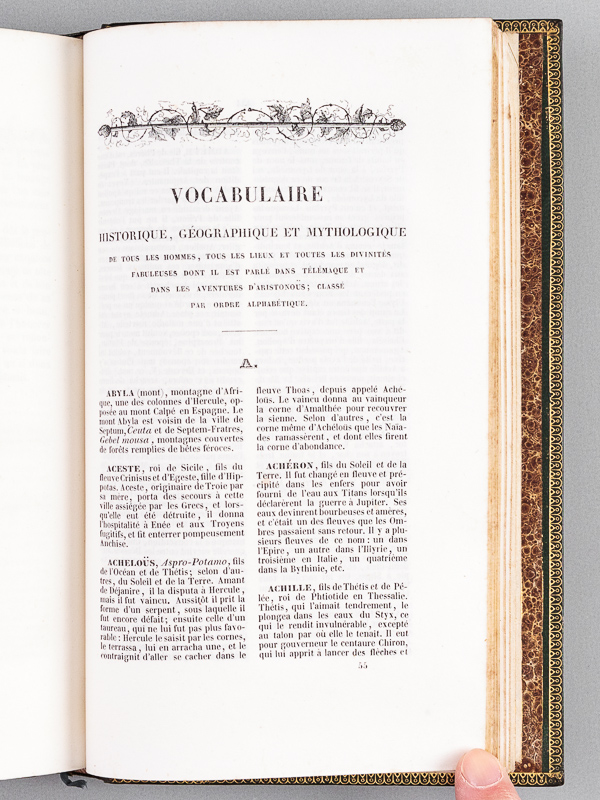 VOCABULAIRE
HISTORIQUE, GÉOGRAPHIQUE ET MYTHOLOGIQUE
DE TOUS LES HOMMES, TOUS LES LIEUX ET TOUTES LES DIVINITÉS
FABULEUSES DONT IL EST PARLÉ DANS TÉLÉMAQUE ET
DANS LES AVENTURES D'ARISTONOÜS; CLASSÉ
PAR ORDRE ALPHABÉTIQUE.
A.
ABYLA (mont), montagne d'Afri-
que, une des colonnes d'Hercule, op-
posée au mont Calpé en Espagne. Le
mont Abyla est voisin de la ville de
Septum, Ceuta et de Septem-Fratres,
Gebel mousa, montagnes couvertes
de forêts remplies de bêtes féroces.
ACESTE, roi de Sicile, fils du
fleuve Crinisus et d'Egeste, fille d'Hip-
potas. Aceste, originaire de Troie par
sa mère, porta des secours à cette
ville assiégée par les Grecs, et lors-
qu'elle eut été détruite, il donna
l'hospitalité à Enée et aux Troyens
fugitifs, et fit enterrer pompeusement
Anchise.
ACHELOÜS, Aspro-Potamo, fils
de l'Océan et de Thétis; selon d'au-
tres, du Soleil et de la Terre. Amant
de Déjanire, il la disputa à Hercule,
mais il fut vaincu. Aussitôt il prit la
forme d'un serpent, sous laquelle il
fut encore défait; ensuite celle d'un
taureau, qui ne lui fut pas plus favo-
rable: Hercule le saisit par les cornes,
le terrassa, lui en arracha une, et le
contraignit d'aller se cacher dans le
fleuve Thoas, depuis appelé Aché-
loüs. Le vaincu donna au vainqueur
la corne d'Amalthée pour recouvrer
la sienne. Selon d'autres, c'est la
corne même d'Achéloüs que les Naïa-
des ramassèrent, et dont elles firent
la corne d'abondance.
ACHÉRON, fils du Soleil et de la
Terre. Il fut changé en fleuve et pré-
cipité dans les enfers pour avoir
fourni de l'eau aux Titans lorsqu'ils
déclarèrent la guerre à Jupiter. Ses
eaux devinrent bourbeuses et amères,
et c'était un des fleuves que les Om-
bres passaient sans retour. Il y a plu-
sieurs fleuves de ce nom: un dans
l'Epire, un autre dans l'Illyrie, un
troisième en Italie, un quatrième
dans la Bythinie, etc.
ACHILLE, fils de Thétis et de Pé-
lée, roi de Phtiotide en Thessalie.
Thétis, qui l'aimait tendrement, le
plongea dans les eaux du Styx, ce
qui le rendit invulnérable, excepté
au talon par où elle le tenait. Il eut
pour gouverneur le centaure Chiron,
qui lui apprit à lancer des flèches et
55